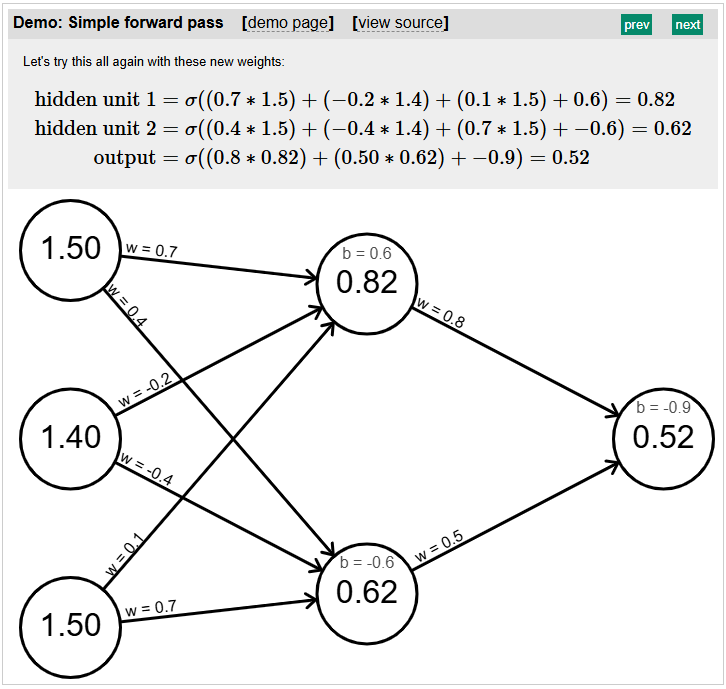 Demo: Simple forward pass [demo page] [view source] prev next
Let's try this all again with these new weights:
hidden unit 1 = σ((0.7 ∗ 1.5) + (−0.2 ∗ 1.4) + (0.1 ∗ 1.5) + 0.6) = 0.82
hidden unit 2 = σ((0.4 ∗ 1.5) + (−0.4 ∗ 1.4) + (0.7 ∗ 1.5) + −0.6) = 0.62
output = σ((0.8 ∗ 0.82) + (0.50 ∗ 0.62) + −0.9) = 0.52
1.50
w = 0.7
w = 0.4
b = 0.6
0.82
w = 0.8
1.40
w = -0.2
w = -0.4
b = -0.9
0.52
1.50
w = 0.1
w = 0.7
b = -0.6
0.62
w = 0.5